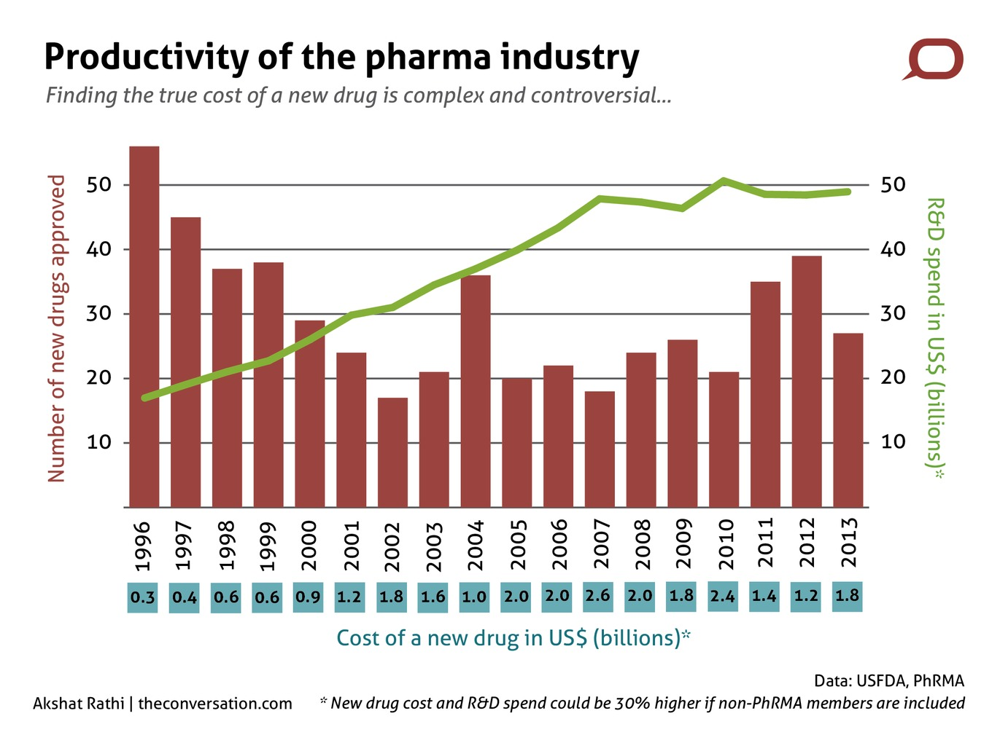 Productivity of the pharma industry
Finding the true cost of a new drug is complex and controversial...
Number of new drugs approved
50
40
30
20
10
50
40
30
20
10
R&D spend in US$ (billions)*
1996 1997 1998 1999 2000 2001 2002 2003 2004 2005 2006 2007 2008 2009 2010 2011 2012 2013
0.3 0.4 0.6 0.6 0.9 1.2 1.8 1.6 1.0 2.0 2.0 2.6 2.0 1.8 2.4 1.4 1.2 1.8
Cost of a new drug in US$ (billions)*
Data: USFDA, PhRMA
Akshat Rathi | theconversation.com
* New drug cost and R&D spend could be 30% higher if non-PhRMA members are included